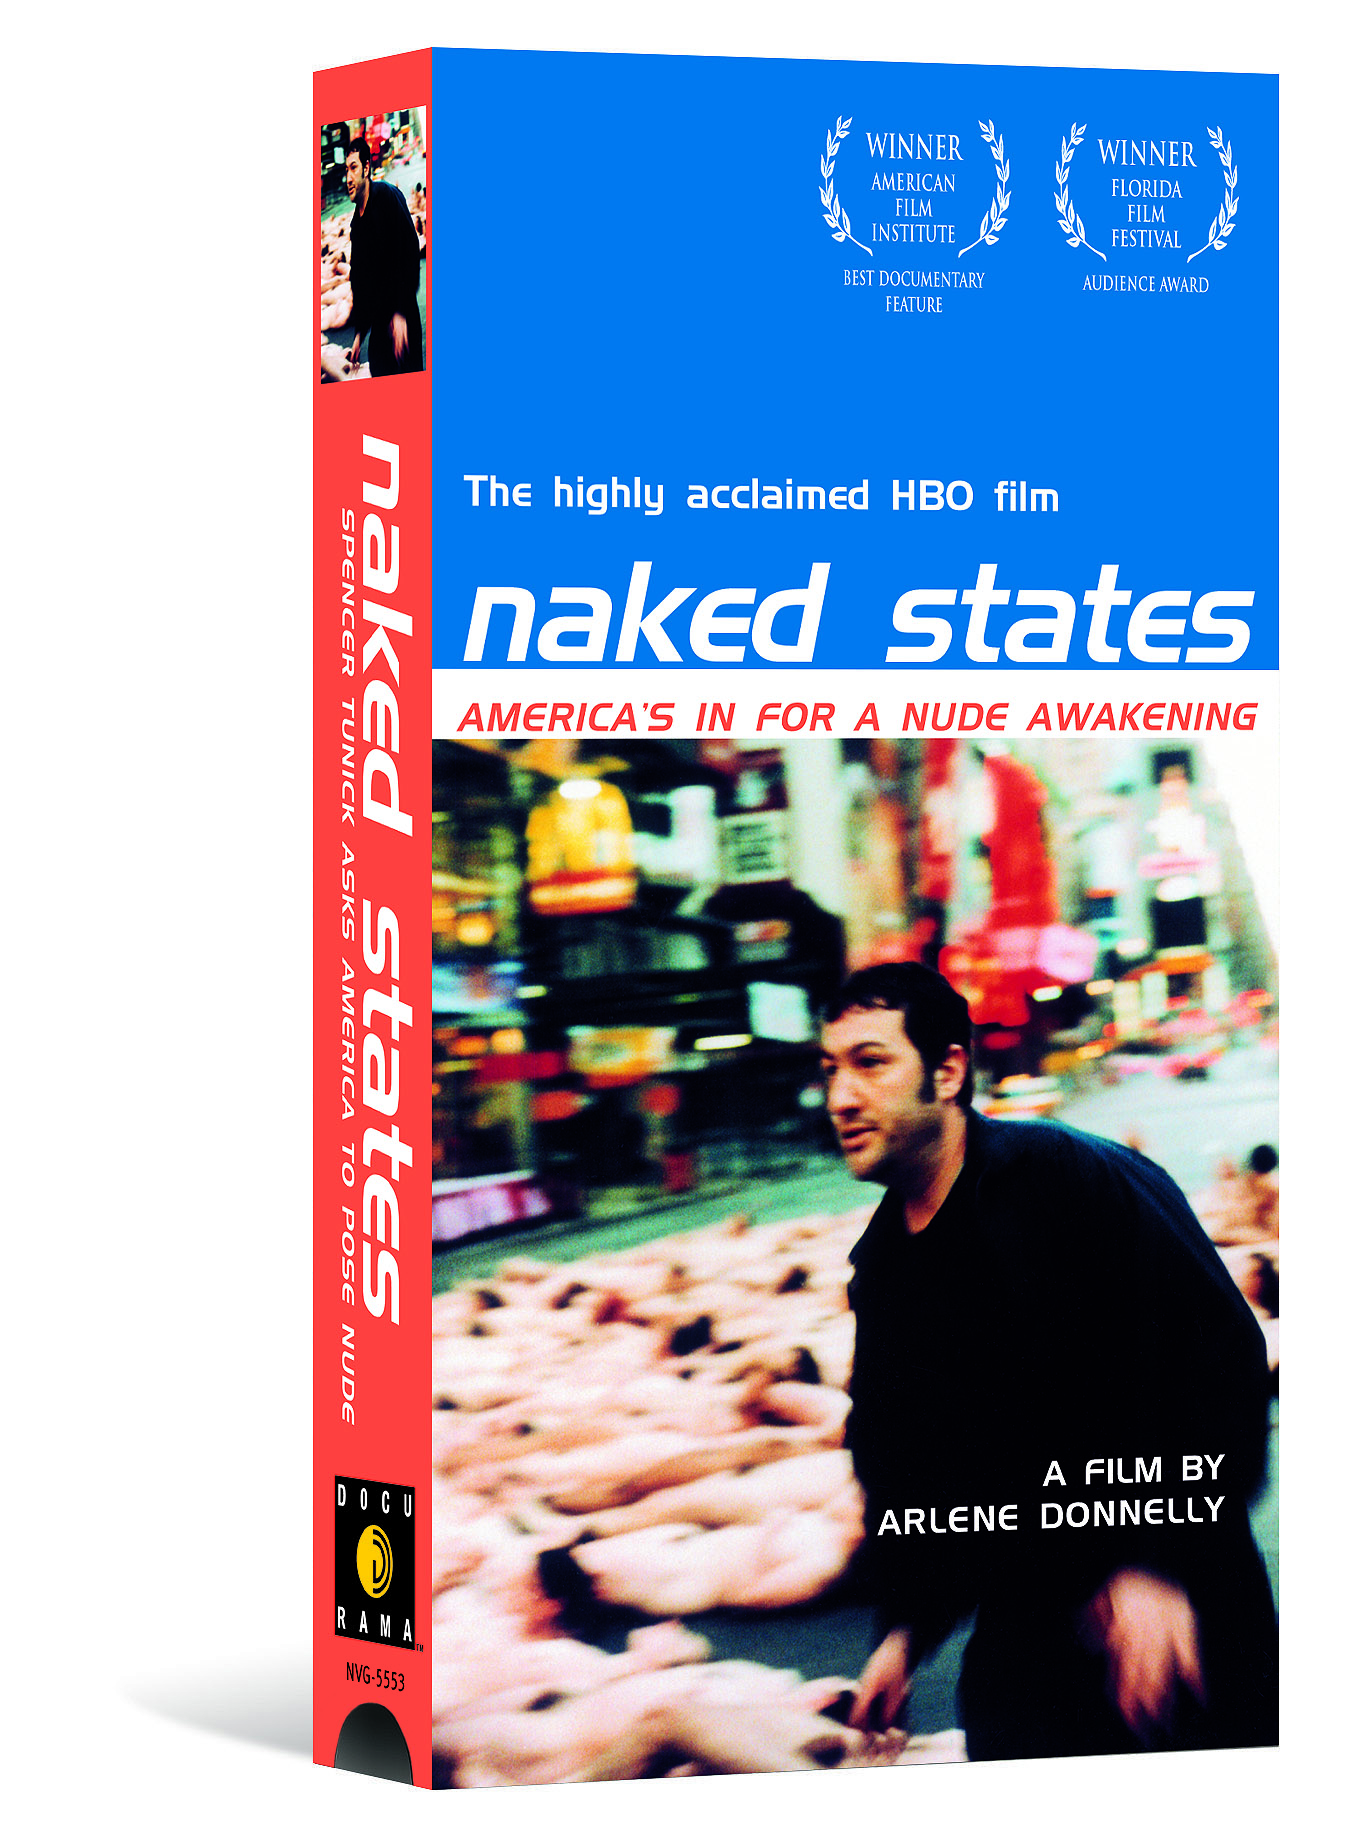 WINNER
AMERICAN
FILM
INSTITUTE
BEST DOCUMENTARY
FEATURE
WINNER
FLORIDA
FILM
FESTIVAL
AUDIENCE AWARD
The highly acclaimed HBO film
naked states
AMERICA'S IN FOR A NUDE AWAKENING
A FILM BY
ARLENE DONNELLY
naked states
SPENCER TUNICK ASKS AMERICA TO POSE NUDE
DOCU
RAMA™
NVG-5553